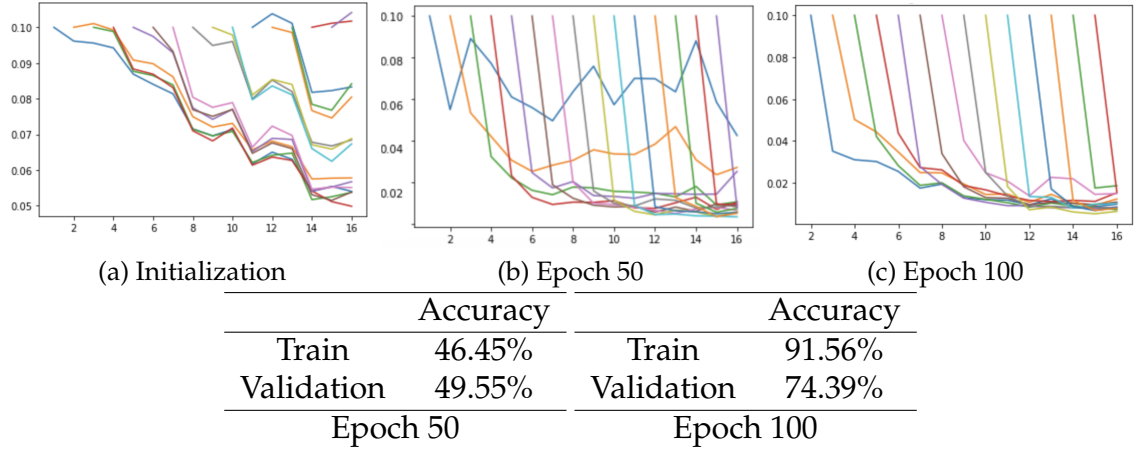 0.10
0.09
0.08
0.07
0.06
0.05
2 4 6 8 10 12 14 16
0.10
0.08
0.06
0.04
0.02
2 4 6 8 10 12 14 16
0.10
0.08
0.06
0.04
0.02
2 4 6 8 10 12 14 16
(a) Initialization
(b) Epoch 50
(c) Epoch 100
Accuracy
Train 46.45%
Validation 49.55%
Epoch 50
Accuracy
Train 91.56%
Validation 74.39%
Epoch 100